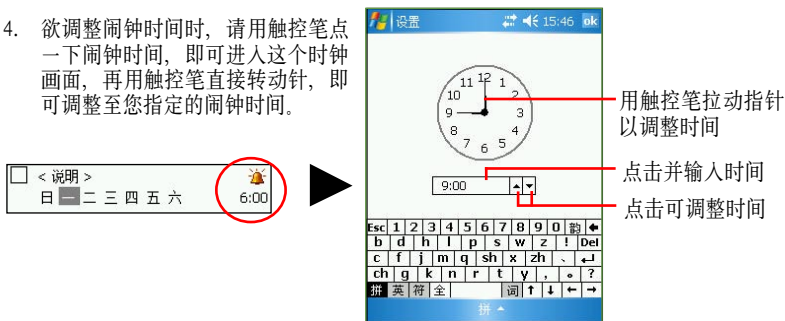 4. 欲调整闹钟时间时，请用触控笔点
一下闹钟时间，即可进入这个时钟
画面，再用触控笔直接转动针，即
可调整至您指定的闹钟时间。
< 说明 >
日 一 二 三 四 五 六 6:00
设置 15:46 ok
11 12 1
10 2
9 3
8 4
7 6 5
9:00
用触控笔拉动指针
以调整时间
点击并输入时间
点击可调整时间
Esc 1 2 3 4 5 6 7 8 9 0 韵 ←
b d h l p s w z ! Del
c f j m q sh x zh 、 ↵
ch g k n r t y , 。 ?
拼 英 符 全 词 ↑ ↓ ← →
拼